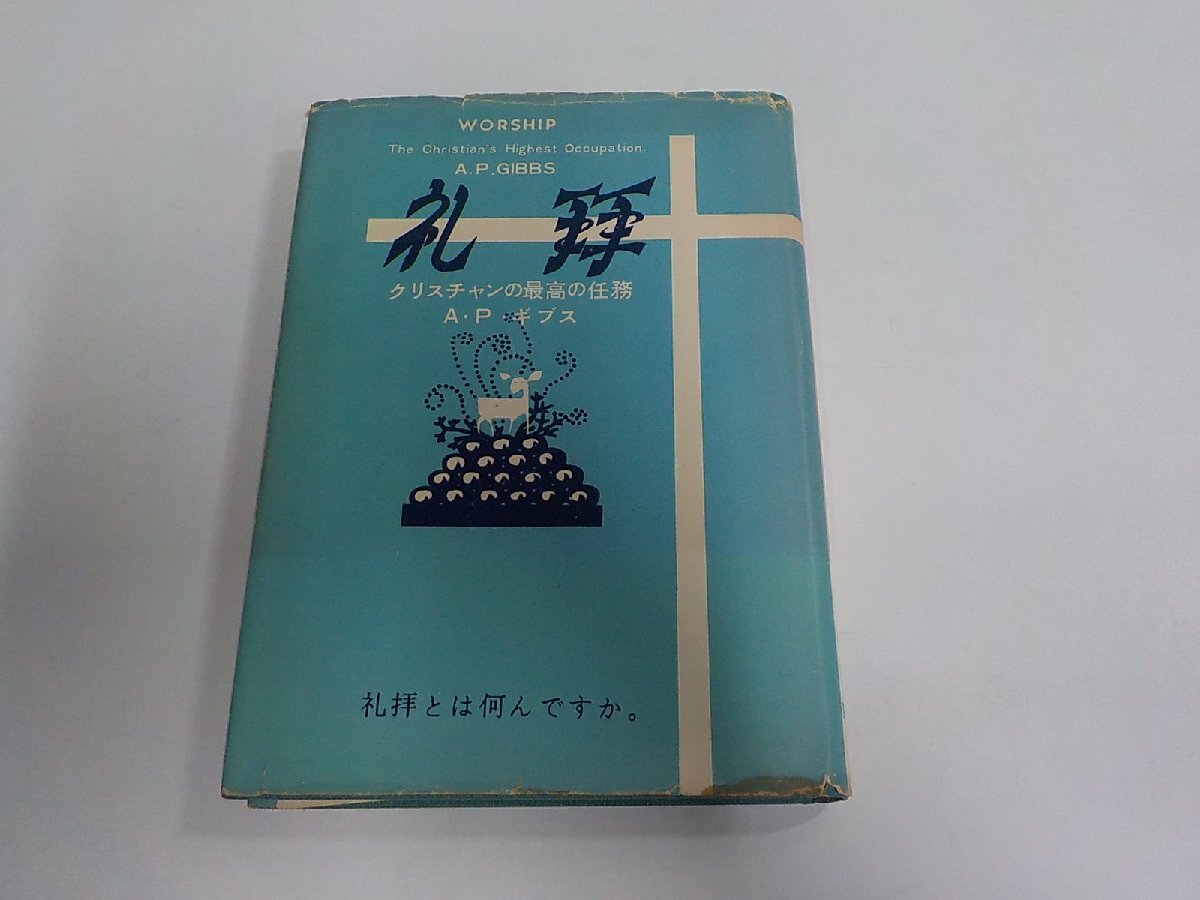 WORSHIP
The Christian's Highest Occupation.
A.P.GIBBS
礼拝
クリスチャンの最高の任務
A・P・ギブス
礼拝とは何んですか。